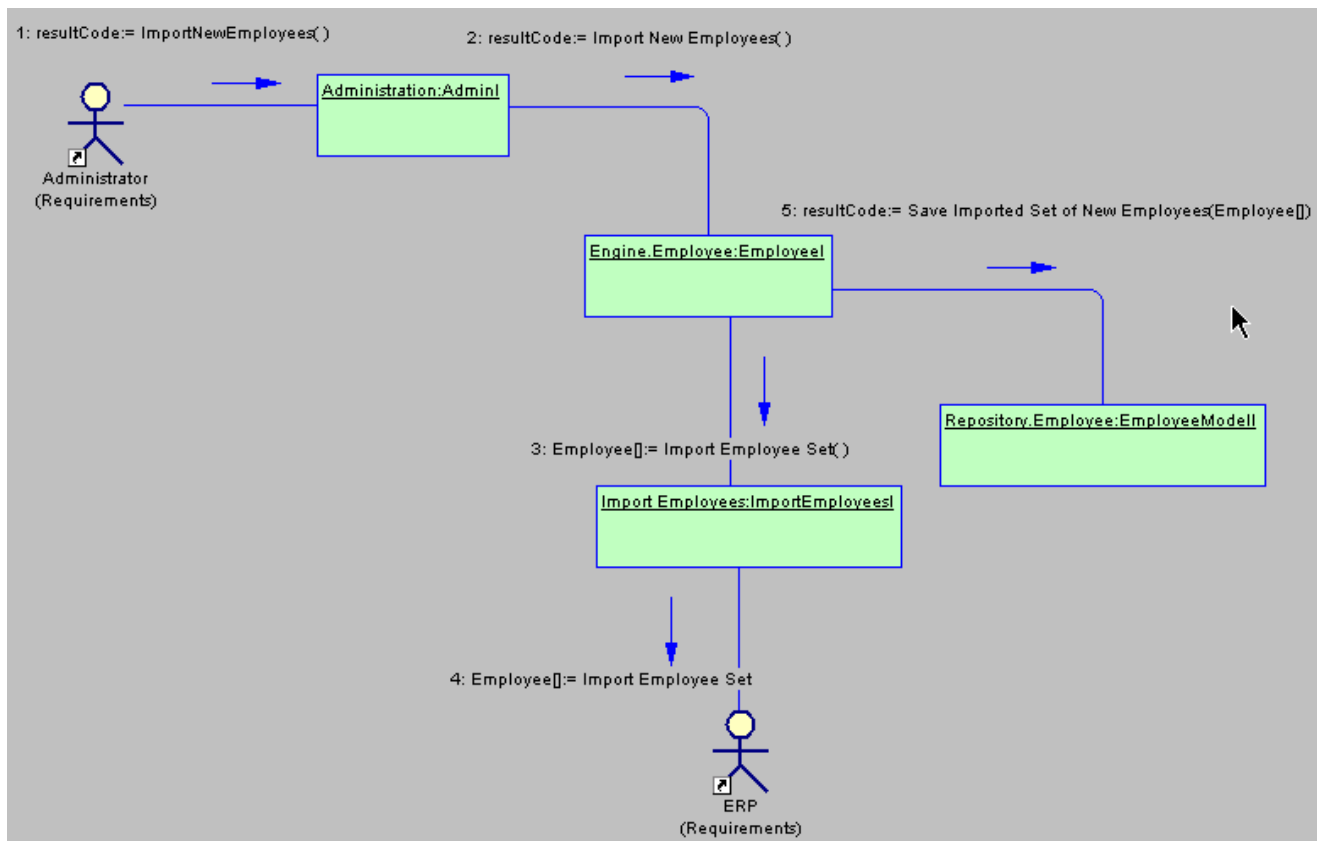 1: resultCode:= ImportNewEmployees( )
2: resultCode:= Import New Employees( )
Administration:AdminI
Administrator
(Requirements)
5: resultCode:= Save Imported Set of New Employees(Employee[])
Engine.Employee:EmployeeI
Repository.Employee:EmployeeModelI
3: Employee[]:= Import Employee Set( )
Import Employees:ImportEmployeesI
4: Employee[]:= Import Employee Set
ERP
(Requirements)